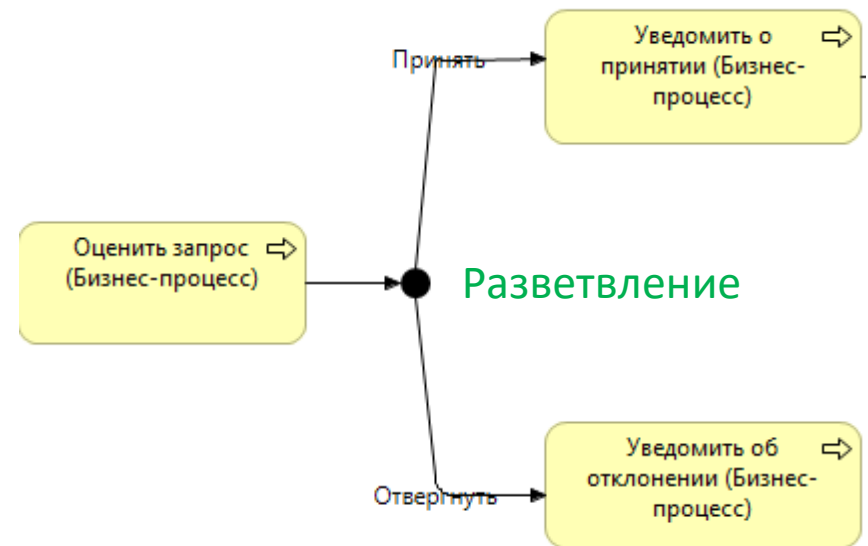 Уведомить о
принятии (Бизнес-
процесс)
Принять
Оценить запрос
(Бизнес-процесс)
Разветвление
Уведомить об
отклонении (Бизнес-
процесс)
Отвергнуть